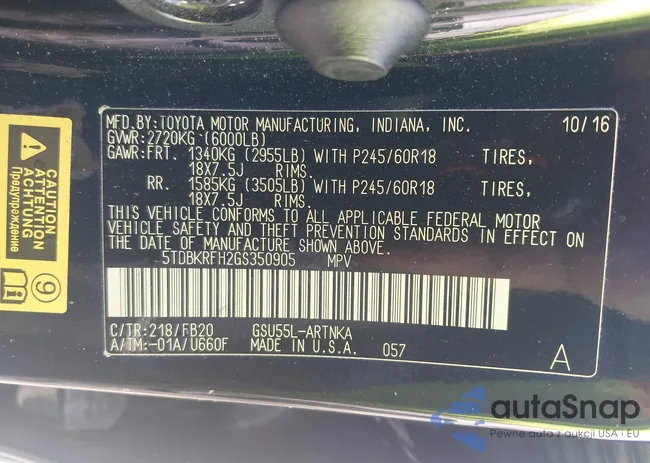 MFD.BY:TOYOTA MOTOR MANUFACTURING, INDIANA, INC. 10/16
GVWR:2720KG (6000LB)
GAWR:FRT. 1340KG (2955LB) WITH P245/60R18 TIRES,
18X7.5J RIMS.
RR. 1585KG (3505LB) WITH P245/60R18 TIRES,
18X7.5J RIMS.
THIS VEHICLE CONFORMS TO ALL APPLICABLE FEDERAL MOTOR
VEHICLE SAFETY AND THEFT PREVENTION STANDARDS IN EFFECT ON
THE DATE OF MANUFACTURE SHOWN ABOVE.
5TDBKRFH2GS350905 MPV
C/TR:218/FB20 GSU55L-ARTNKA
A/TM:-01A/U660F MADE IN U.S.A. 057 A
CAUTION
ATTENTION
ATENCIÓN
Предупреждение
9
autaSnap
Pewne auta z aukcji USA i EU